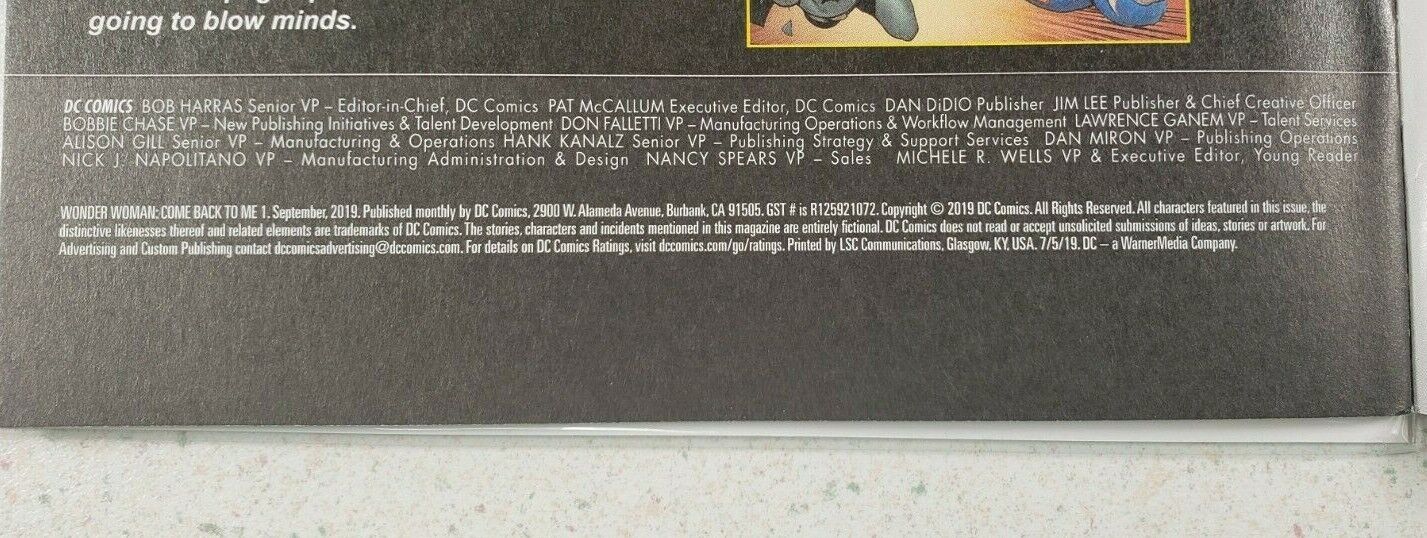 going to blow minds.
DC COMICS BOB HARRAS Senior VP – Editor-in-Chief, DC Comics PAT McCALLUM Executive Editor, DC Comics DAN DiDIO Publisher JIM LEE Publisher & Chief Creative Officer
BOBBIE CHASE VP – New Publishing Initiatives & Talent Development DON FALLETTI VP – Manufacturing Operations & Workflow Management LAWRENCE GANEM VP – Talent Services
ALISON GILL Senior VP – Manufacturing & Operations HANK KANALZ Senior VP – Publishing Strategy & Support Services DAN MIRON VP – Publishing Operations
NICK J. NAPOLITANO VP – Manufacturing Administration & Design NANCY SPEARS VP – Sales MICHELE R. WELLS VP & Executive Editor, Young Reader
WONDER WOMAN: COME BACK TO ME 1. September, 2019. Published monthly by DC Comics, 2900 W. Alameda Avenue, Burbank, CA 91505. GST # is R125921072. Copyright © 2019 DC Comics. All Rights Reserved. All characters featured in this issue, the
distinctive likenesses thereof and related elements are trademarks of DC Comics. The stories, characters and incidents mentioned in this magazine are entirely fictional. DC Comics does not read or accept unsolicited submissions of ideas, stories or artwork. For
Advertising and Custom Publishing contact dccomicsadvertising@dccomics.com. For details on DC Comics Ratings, visit dccomics.com/go/ratings. Printed by LSC Communications, Glasgow, KY, USA. 7/5/19. DC – a WarnerMedia Company.